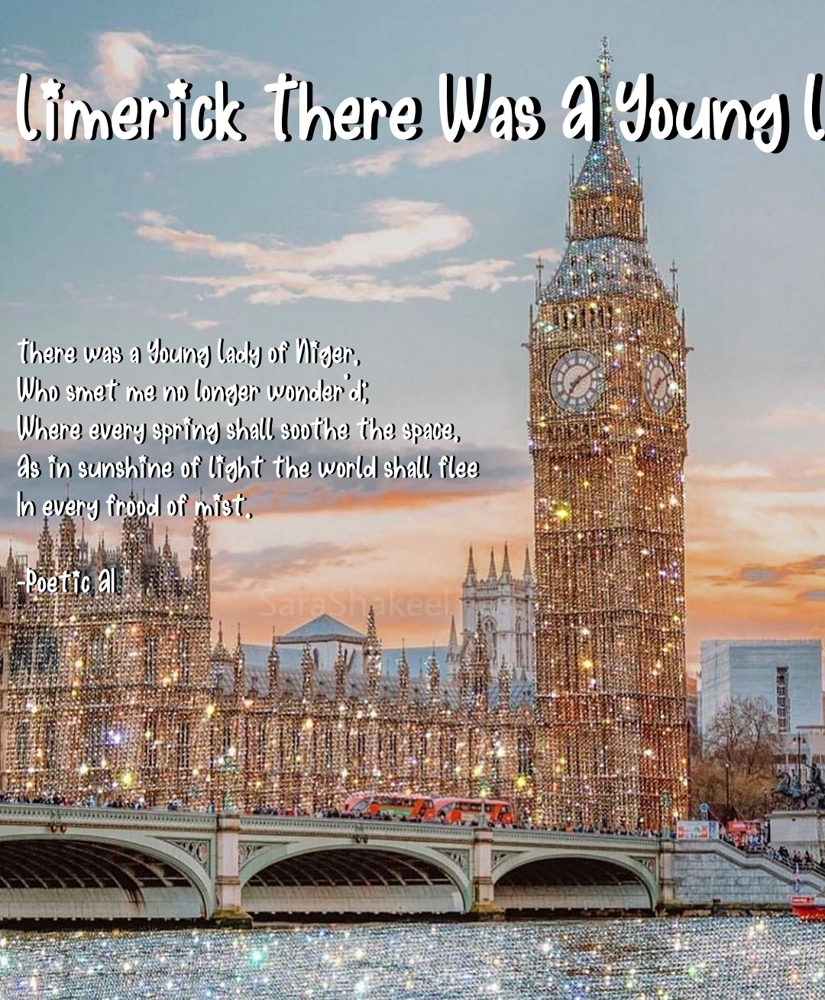 Limerick There Was A Young L
There was a Young Lady of Niger,
Who smet me no longer wonder'd;
Where every spring shall soothe the space,
As in sunshine of light the world shall flee
In every frood of mist.
-Poetic AI
SaraShakeel